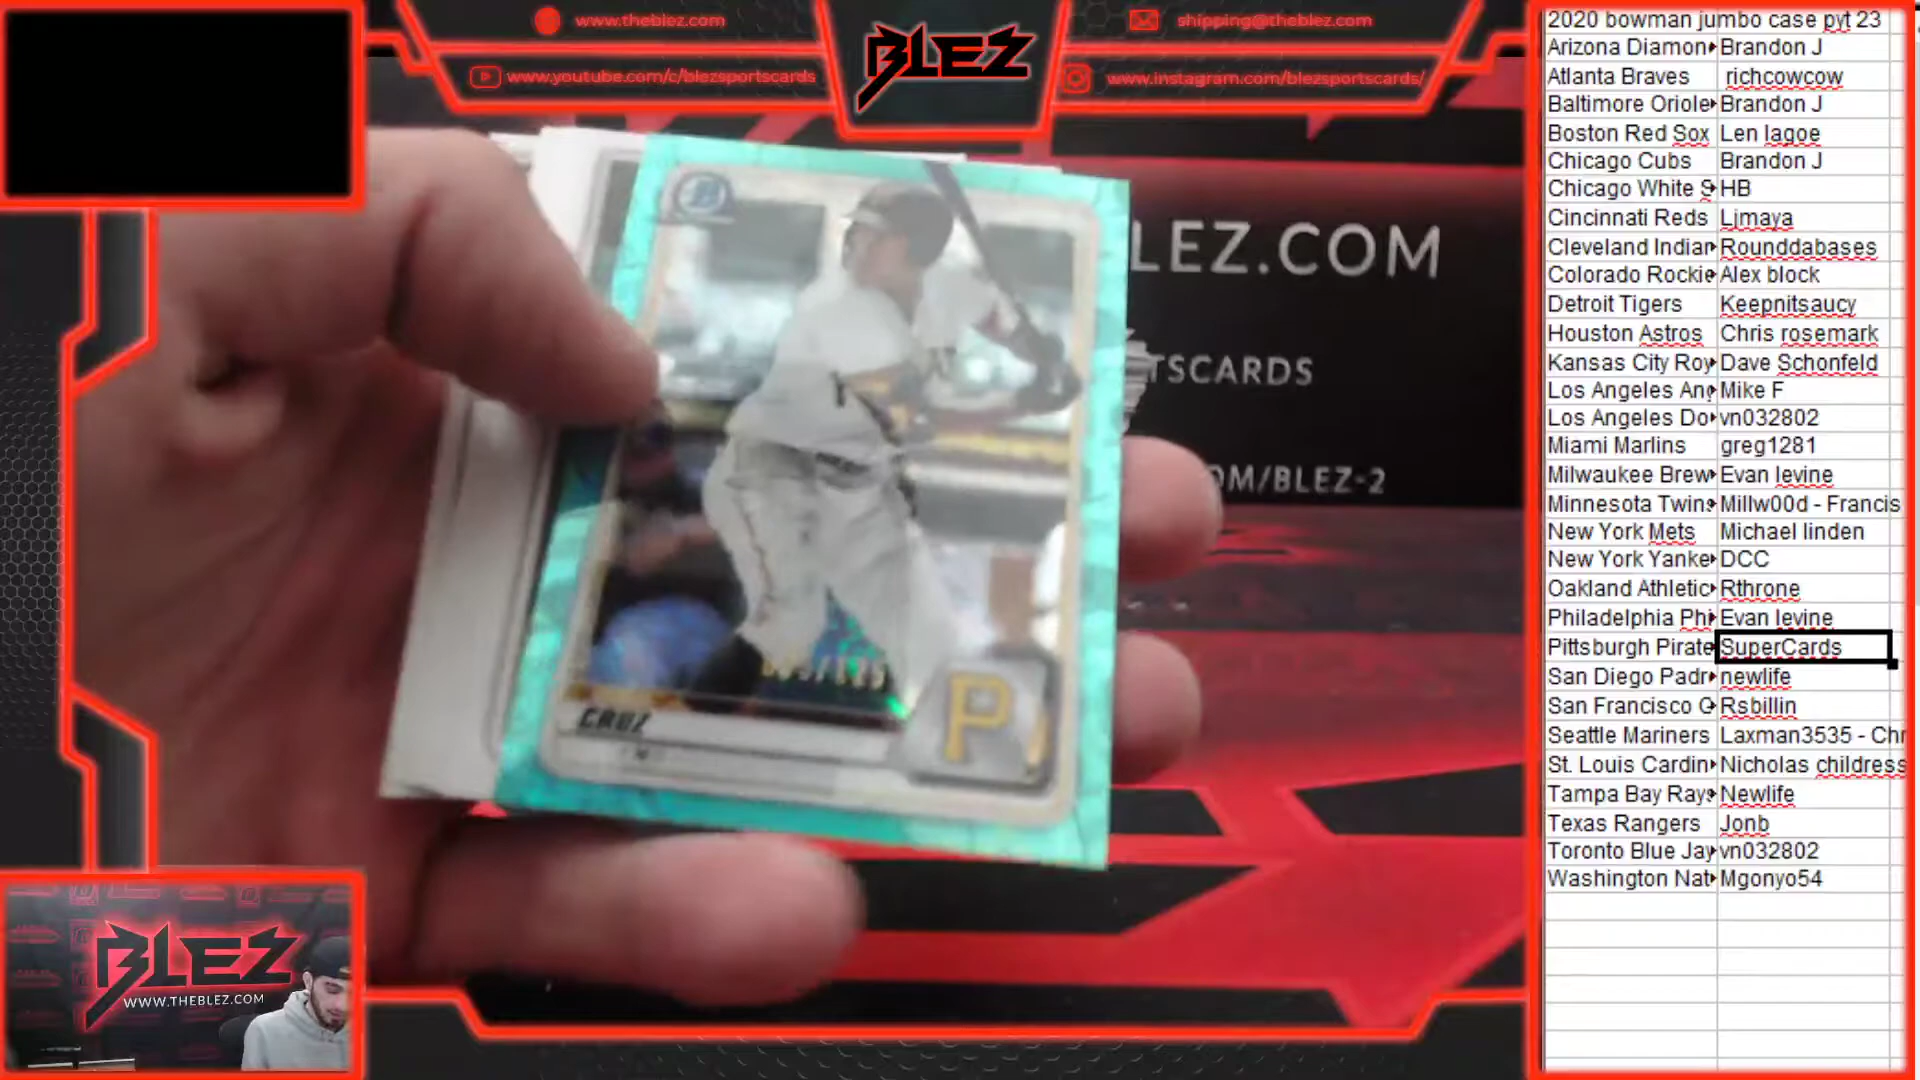 www.theblez.com
www.youtube.com/c/blezsportscards
BLEZ
shipping@theblez.com
www.instagram.com/blezsportscards/
LEZ.COM
TSCARDS
OM/BLEZ-2
CRUZ
P
BLEZ
WWW.THEBLEZ.COM
2020 bowman jumbo case pyt 23
Arizona Diamon Brandon J
Atlanta Braves richcowcow
Baltimore Oriole Brandon J
Boston Red Sox Len lagoe
Chicago Cubs Brandon J
Chicago White S HB
Cincinnati Reds Ljmaya
Cleveland Indian Rounddabases
Colorado Rockie Alex block
Detroit Tigers Keepnitsaucy
Houston Astros Chris rosemark
Kansas City Roy Dave Schonfeld
Los Angeles Ang Mike F
Los Angeles Do vn032802
Miami Marlins greg1281
Milwaukee Brew Evan levine
Minnesota Twins Millw00d - Francis
New York Mets Michael linden
New York Yanke DCC
Oakland Athletic Rthrone
Philadelphia Phi Evan levine
Pittsburgh Pirate SuperCards
San Diego Padr newlife
San Francisco G Rsbillin
Seattle Mariners Laxman3535 - Chr
St. Louis Cardin Nicholas childress
Tampa Bay Rays Newlife
Texas Rangers Jonb
Toronto Blue Jay vn032802
Washington Nat Mgonyo54